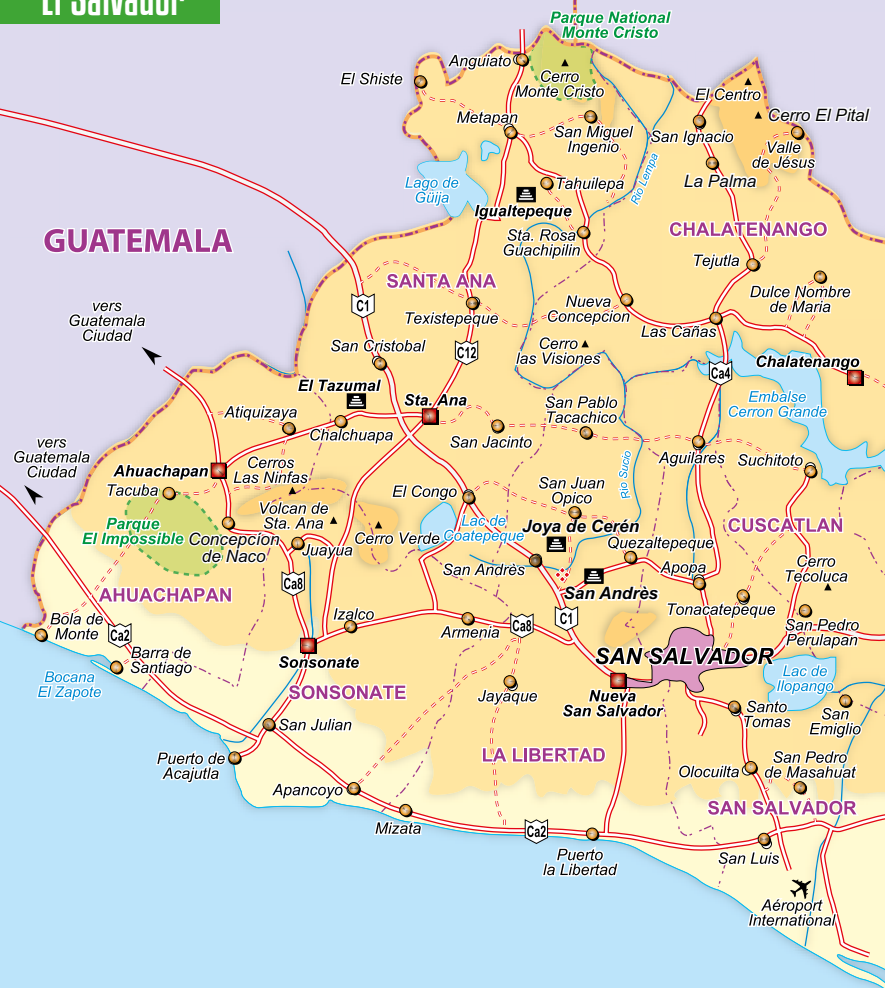 El Salvador
Parque National
Monte Cristo
Anguiato
El Shiste
Cerro
Monte Cristo
El Centro
Cerro El Pital
Metapan
San Miguel
Ingenio
San Ignacio
Valle
de Jésus
Rio Lempa
La Palma
Lago de
Güija
Tahuilepa
Igualtepeque
GUATEMALA
Sta. Rosa
Guachipilin
CHALATENANGO
Tejutla
SANTA ANA
Dulce Nombre
de Maria
vers
Guatemala
Ciudad
C1
Texistepeque
Nueva
Concepcion
Las Cañas
San Cristobal
C12
Cerro
las Visiones
Ca4
Chalatenango
El Tazumal
Sta. Ana
San Pablo
Tacachico
Embalse
Cerron Grande
Atiquizaya
Chalchuapa
San Jacinto
vers
Guatemala
Ciudad
Aguilares
Suchitoto
Ahuachapan
Cerros
Las Ninfas
Rio Sucio
Tacuba
El Congo
San Juan
Opico
Volcan de
Sta. Ana
Parque
El Impossible
Concepcion
de Naco
Cerro Verde
Lac de
Coatepeque
Joya de Cerén
CUSCATLAN
Juayua
Quezaltepeque
San Andrès
Apopa
Cerro
Tecoluca
Ca8
San Andrès
AHUACHAPAN
Tonacatepeque
Izalco
Bola de
Monte
Ca2
Armenia
Ca8
C1
San Pedro
Perulapan
Barra de
Santiago
Sonsonate
SAN SALVADOR
Bocana
El Zapote
SONSONATE
Jayaque
Nueva
San Salvador
Lac de
Ilopango
Santo
Tomas
San
Emiglio
San Julian
Puerto de
Acajutla
LA LIBERTAD
Olocuilta
San Pedro
de Masahuat
Apancoyo
SAN SALVADOR
Mizata
Ca2
Puerto
la Libertad
San Luis
Aéroport
International